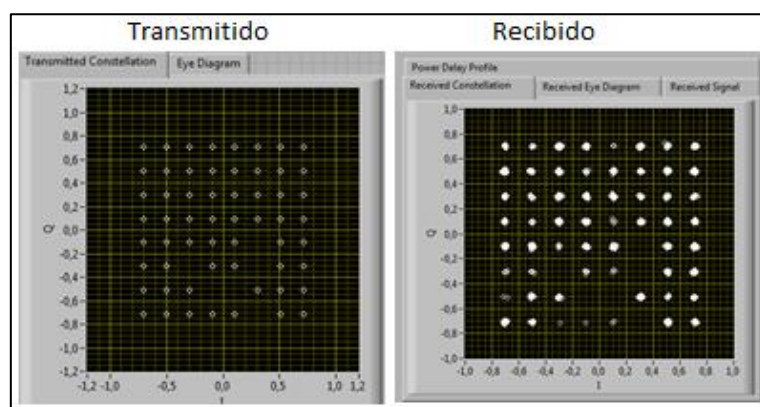 Transmitido
Recibido
Transmitted Constellation
Eye Diagram
1,2
1,0
0,8
0,6
0,4
0,2
0,0
-0,2
-0,4
-0,6
-0,8
-1,0
-1,2
Q
-1,2 -1,0 -0,5 0,0 0,5 1,0 1,2
I
Power Delay Profile
Received Constellation
Received Eye Diagram
Received Signal
1,0
0,8
0,6
0,4
0,2
0,0
-0,2
-0,4
-0,6
-0,8
-1,0
Q
-1,0 -0,8 -0,6 -0,4 -0,2 0,0 0,2 0,4 0,6 0,8 1,0
I